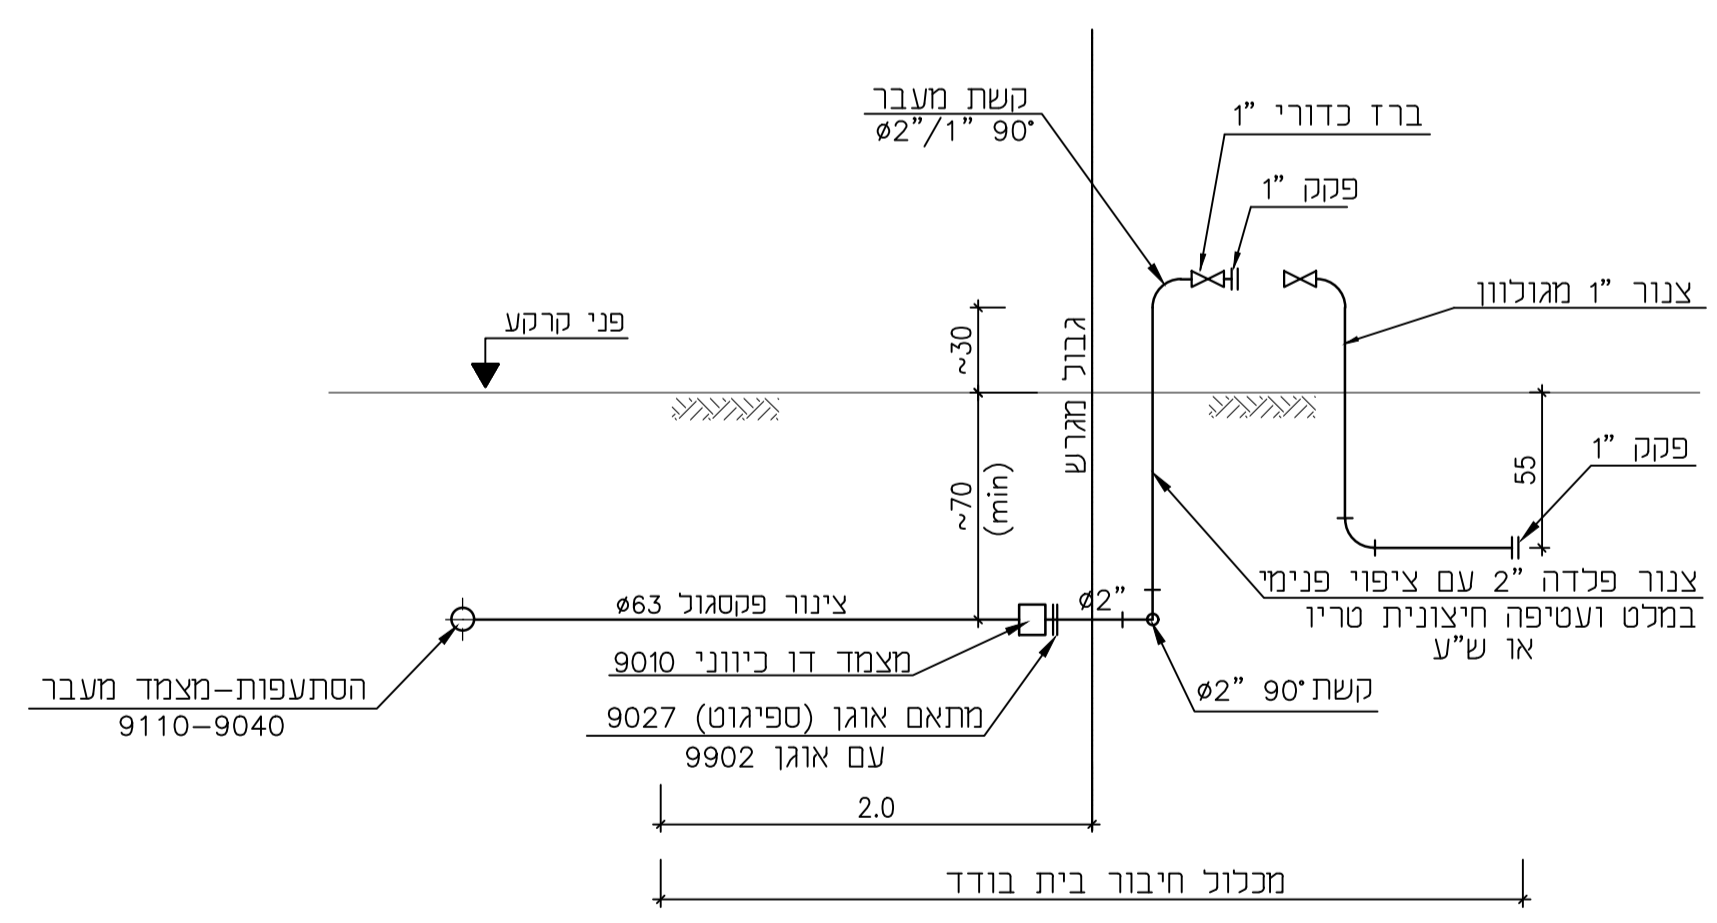 קשת מעבר
ø2"/1" 90°
ברז כדורי "1
פקק "1
צנור "1 מגולוון
פני קרקע
~30
גבול מגרש
~70
(min)
55
פקק "1
צנור פלדה "2 עם ציפוי פנימי
במלט ועטיפה חיצונית טריו
או ש"ע
ø2"
צינור פקסגול ø63
מצמד דו כיווני 9010
הסתעפות-מצמד מעבר
9110-9040
מתאם אוגן (ספיגוט) 9027
עם אוגן 9902
קשת ø2" 90°
2.0
מכלול חיבור בית בודד